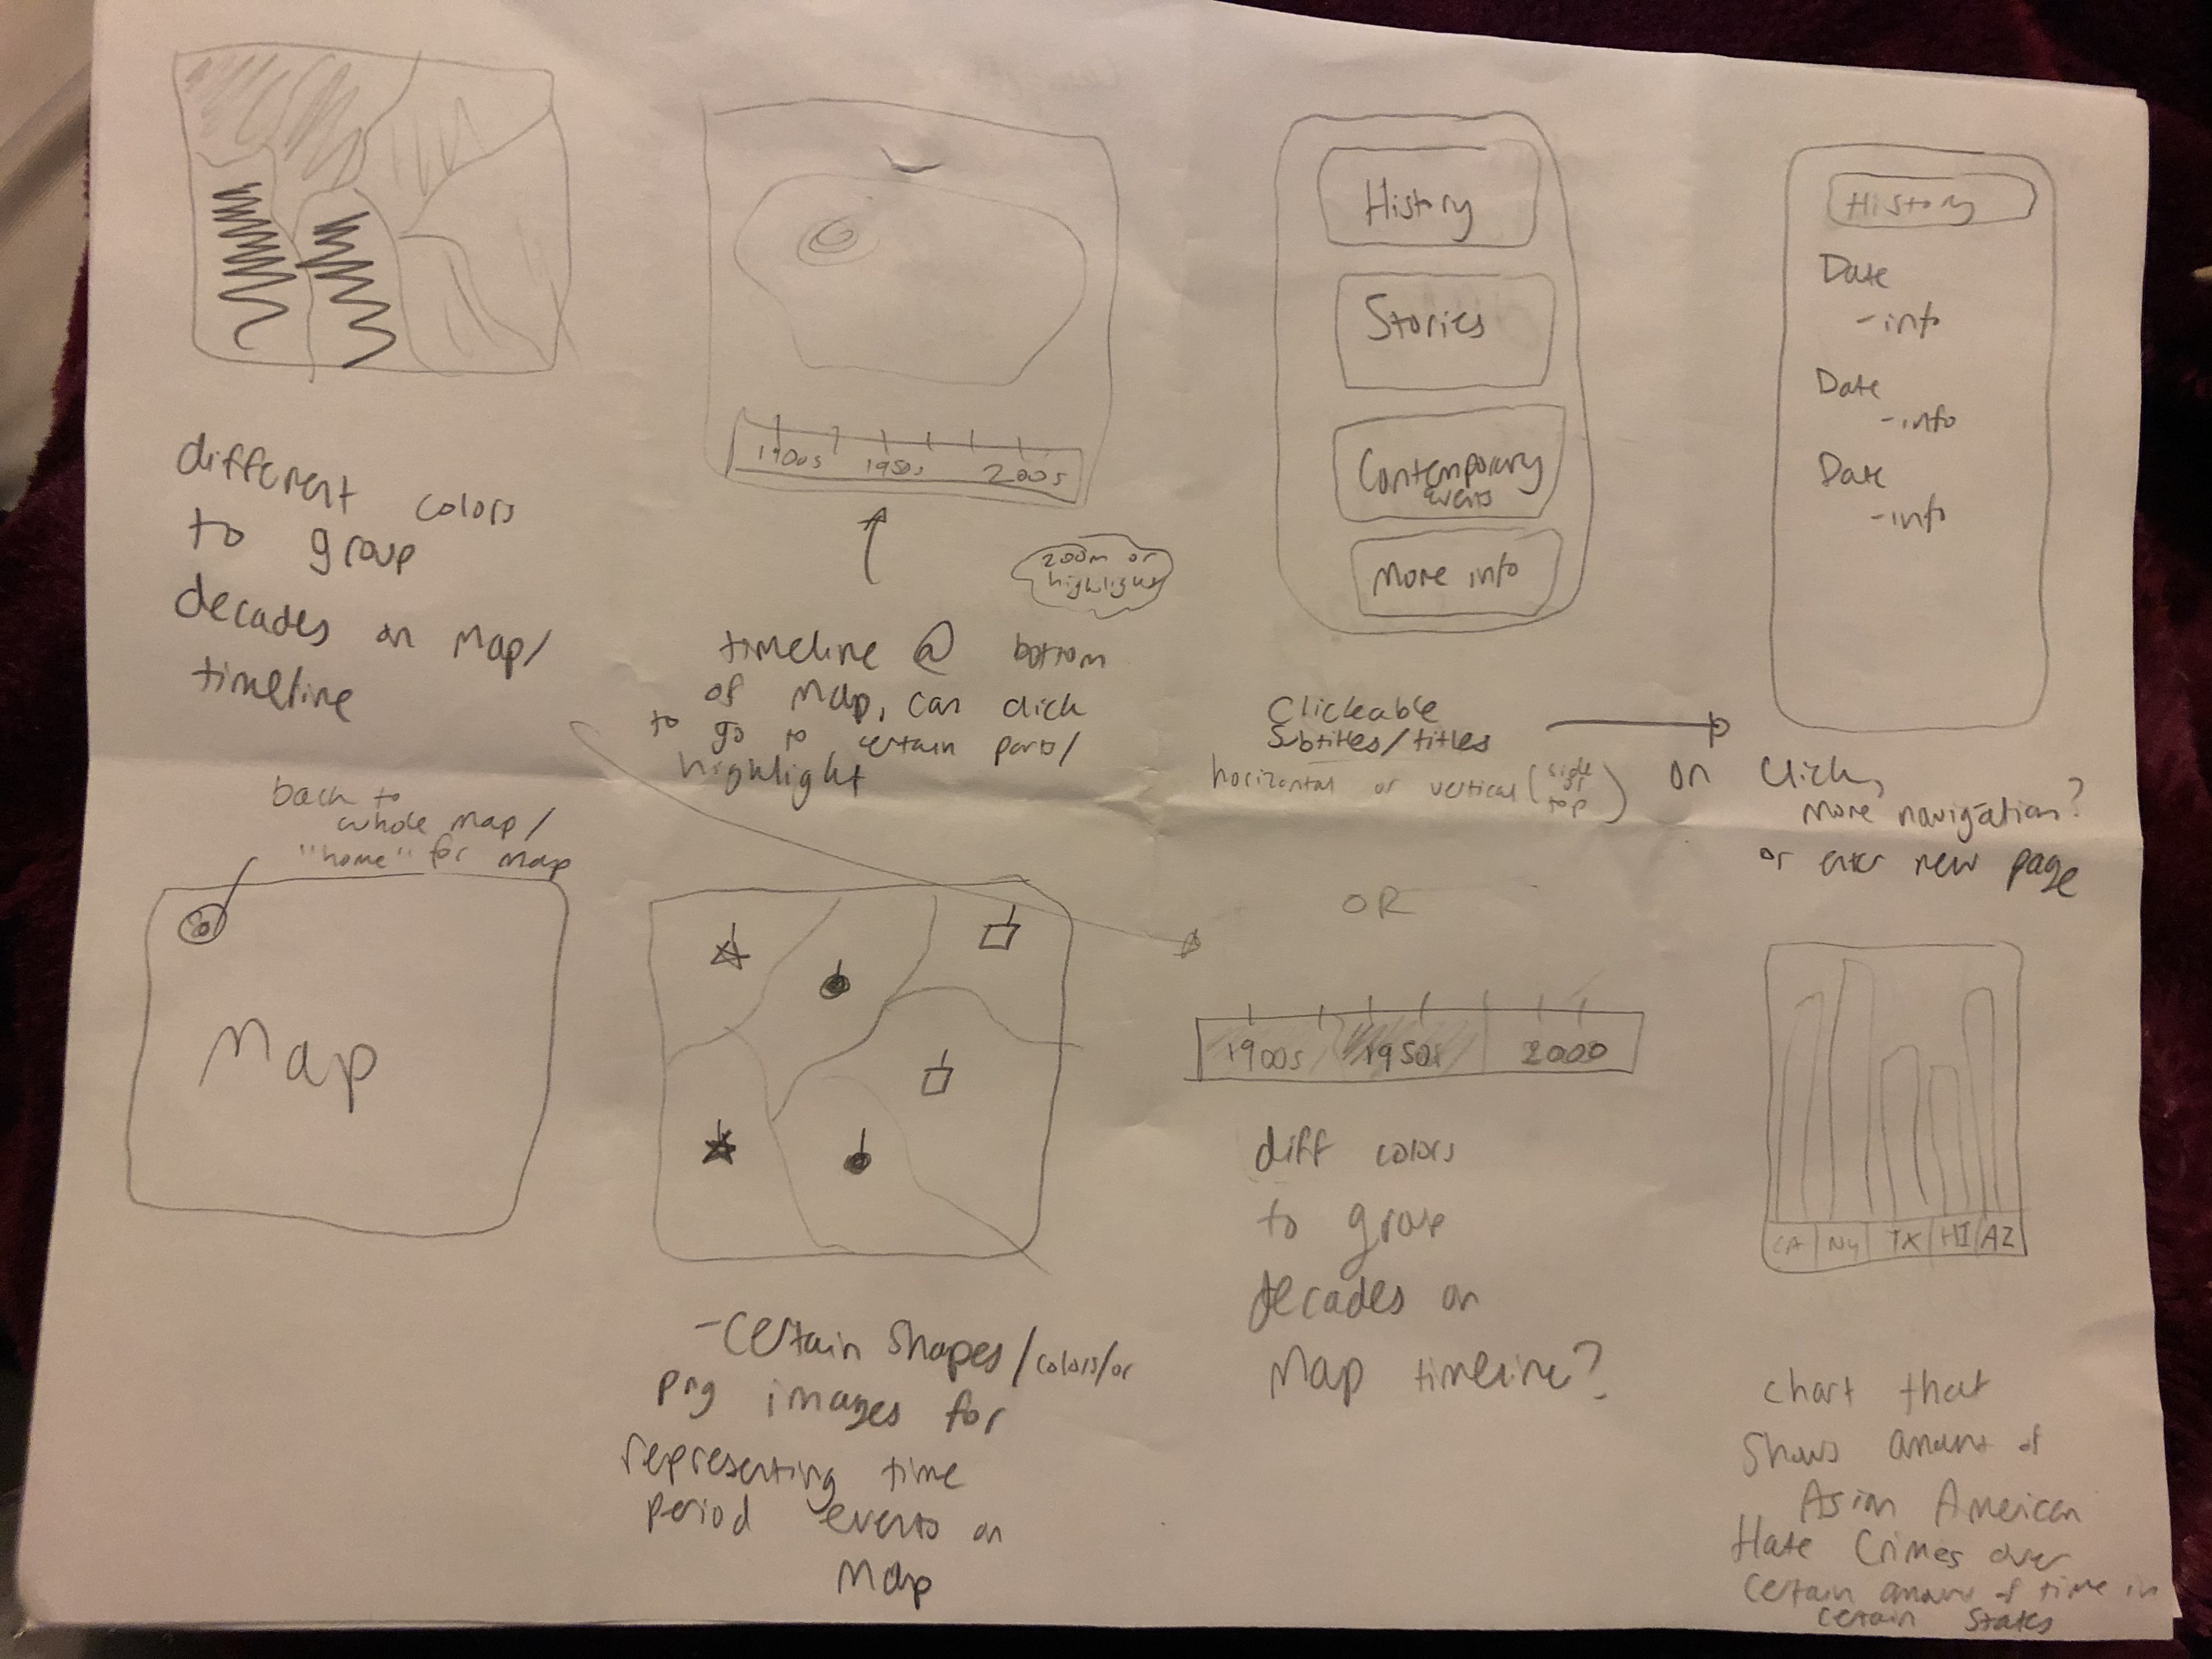 different colors
to group
decades on map/
timeline
1900s 1950s 2000s
zoom or
highlight
timeline @ bottom
of map, can click
to go to certain parts/
highlight
History
Stories
Contemporary
events
More info
Clickable
Subtitles/titles
horizontal or vertical (side
or
top)
History
Date
-info
Date
-info
Date
-info
on click,
more navigation?
or enter new page
back to
whole map/
"home" for map
Map
-Certain shapes/colors/or
png images for
representing time
period events on
map
OR
1900s 1950s 2000
diff colors
to group
decades on
map timeline?
CA NY TX HI AZ
chart that
shows amount of
Asian American
Hate Crimes over
certain amount of time in
certain states